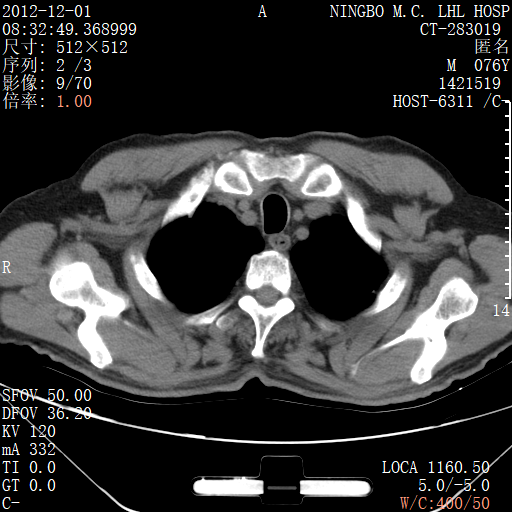 2012-12-01
A
NINGBO M.C. LHL HOSP
08:32:49.368999
CT-283019
尺寸: 512×512
匿名
序列: 2 /3
M 076Y
影像: 9/70
1421519
倍率: 1.00
HOST-6311 /C-
R
14
SFOV 50.00
DFOV 36.20
KV 120
mA 332
TI 0.0
LOCA 1160.50
GT 0.0
5.0/-5.0
C-
W/C:400/50